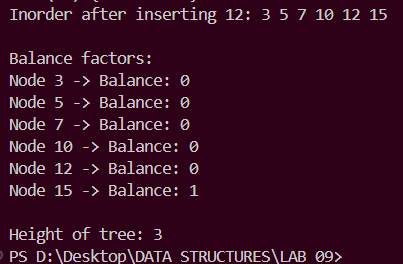 Inorder after inserting 12: 3 5 7 10 12 15
Balance factors:
Node 3 -> Balance: 0
Node 5 -> Balance: 0
Node 7 -> Balance: 0
Node 10 -> Balance: 0
Node 12 -> Balance: 0
Node 15 -> Balance: 1
Height of tree: 3
PS D:\Desktop\DATA STRUCTURES\LAB 09>